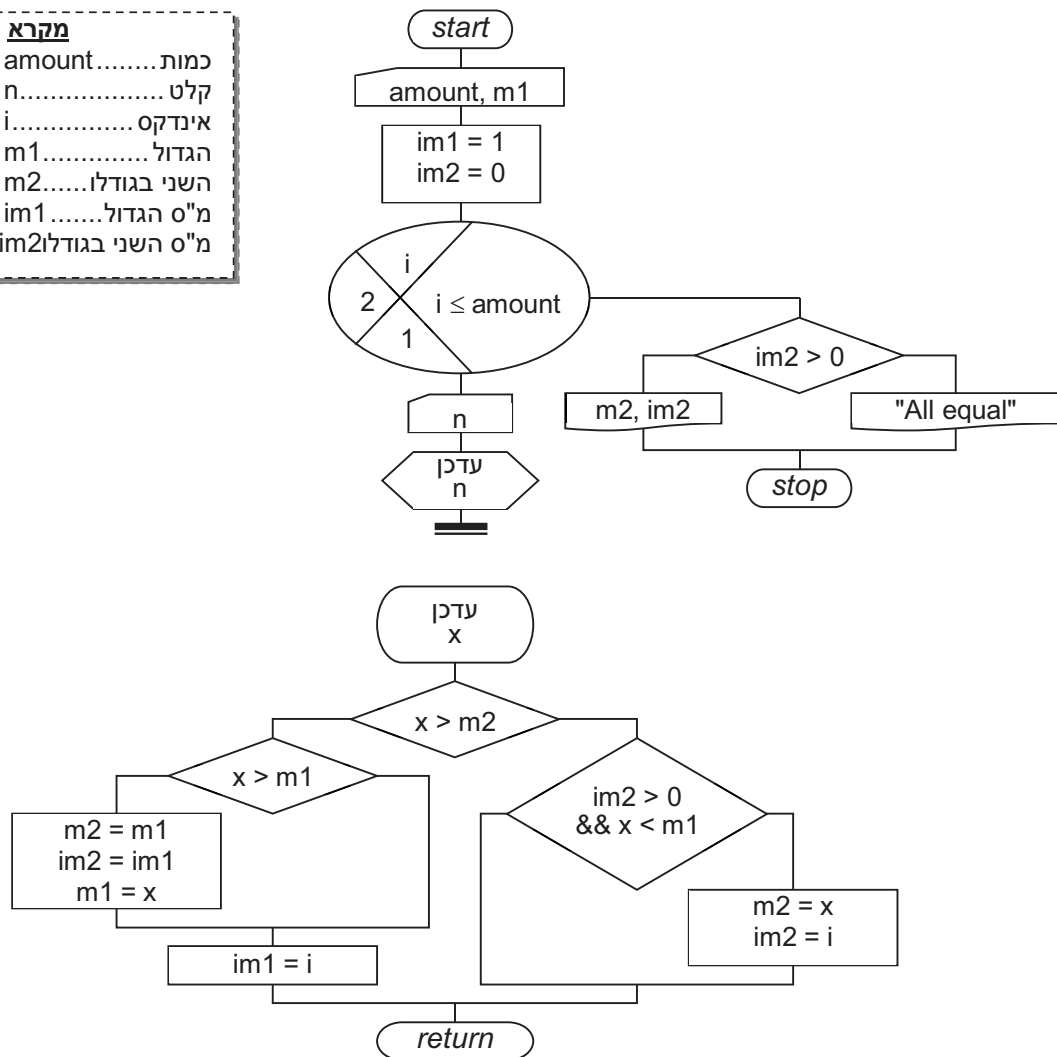 מקרא
כמות........amount
קלט..................n
אינדקס................i
הגדול..............m1
השני בגודלו......m2
מ"ס הגדול.......im1
מ"ס השני בגודלוim2
start
amount, m1
im1 = 1
im2 = 0
i
2
i ≤ amount
1
n
עדכן
n
im2 > 0
m2, im2
"All equal"
stop
עדכן
x
x > m2
x > m1
m2 = m1
im2 = im1
m1 = x
im1 = i
im2 > 0
&& x < m1
m2 = x
im2 = i
return